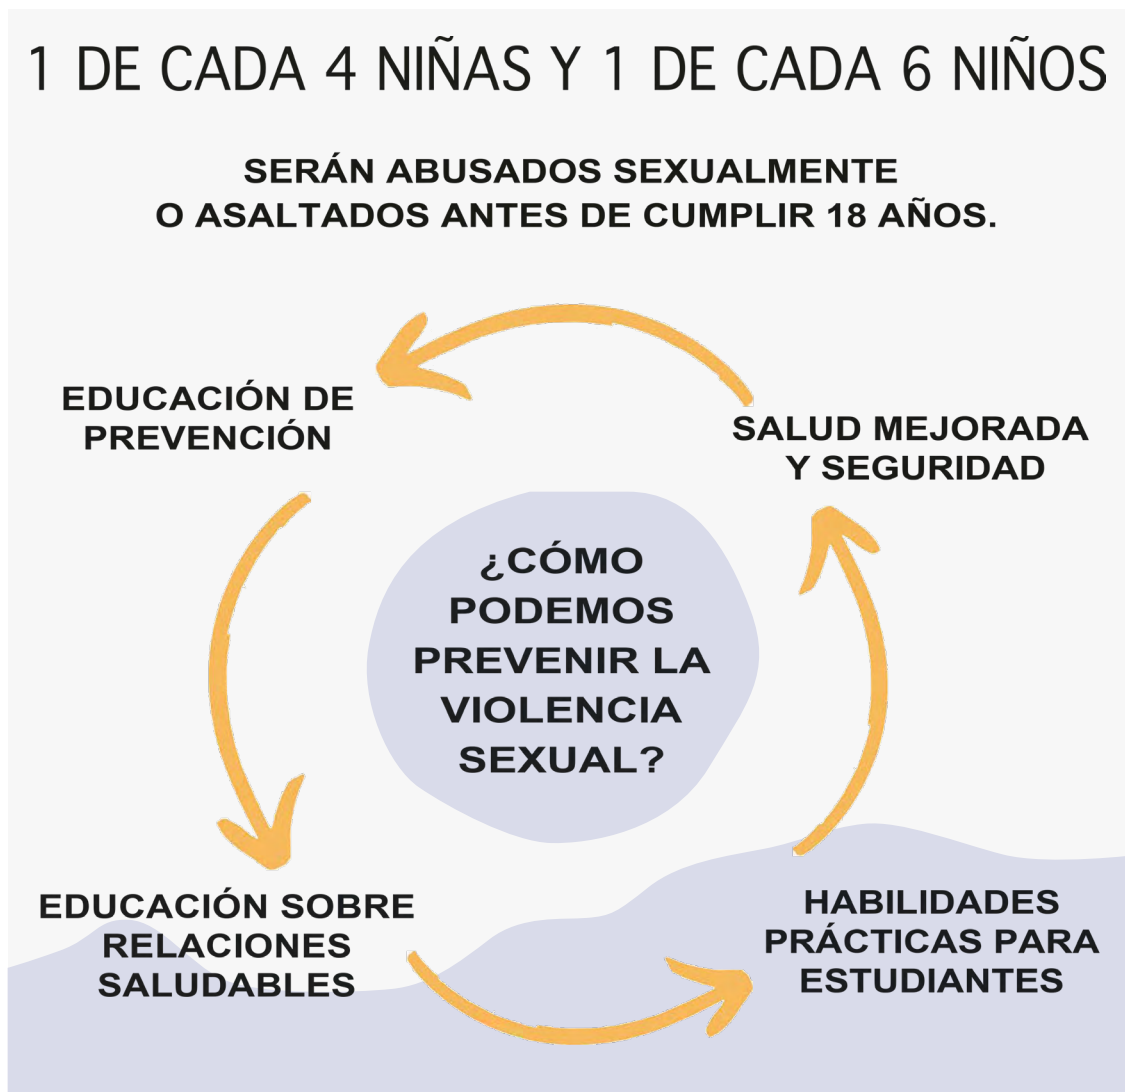 1 DE CADA 4 NIÑAS Y 1 DE CADA 6 NIÑOS
SERÁN ABUSADOS SEXUALMENTE
O ASALTADOS ANTES DE CUMPLIR 18 AÑOS.
EDUCACIÓN DE
PREVENCIÓN
SALUD MEJORADA
Y SEGURIDAD
¿CÓMO
PODEMOS
PREVENIR LA
VIOLENCIA
SEXUAL?
EDUCACIÓN SOBRE
RELACIONES
SALUDABLES
HABILIDADES
PRÁCTICAS PARA
ESTUDIANTES